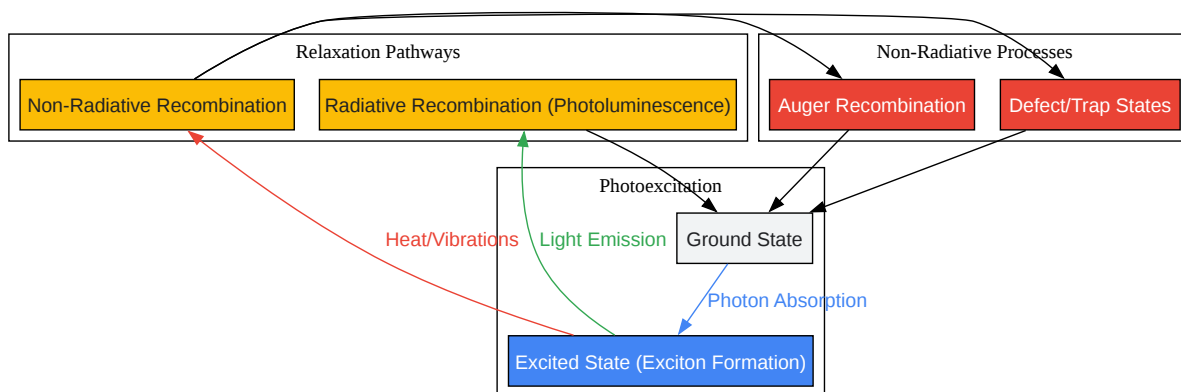 Relaxation Pathways
Non-Radiative Processes
Non-Radiative Recombination
Radiative Recombination (Photoluminescence)
Auger Recombination
Defect/Trap States
Photoexcitation
Heat/Vibrations
Light Emission
Ground State
Photon Absorption
Excited State (Exciton Formation)